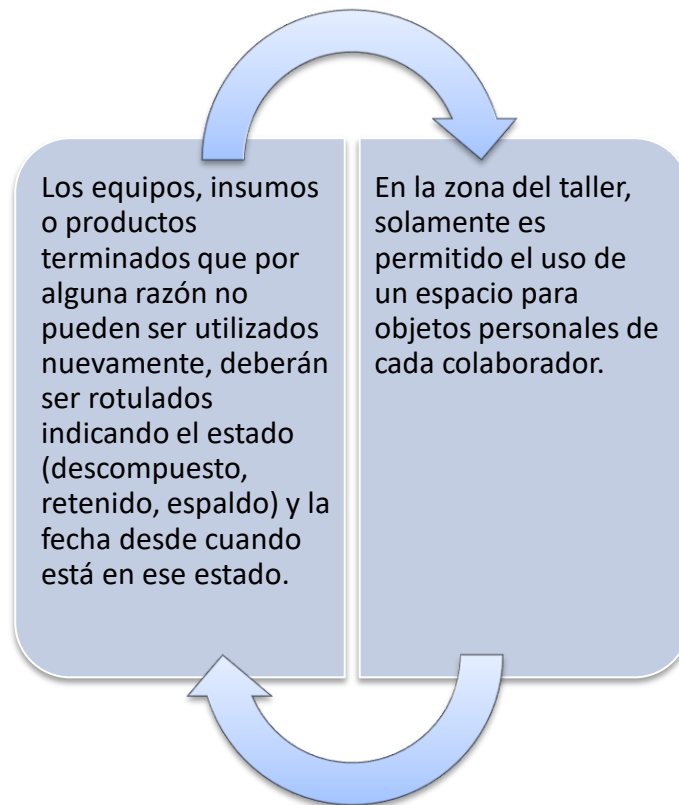 Los equipos, insumos
o productos
terminados que por
alguna razón no
pueden ser utilizados
nuevamente, deberán
ser rotulados
indicando el estado
(descompuesto,
retenido, espaldo) y la
fecha desde cuando
está en ese estado.
En la zona del taller,
solamente es
permitido el uso de
un espacio para
objetos personales de
cada colaborador.